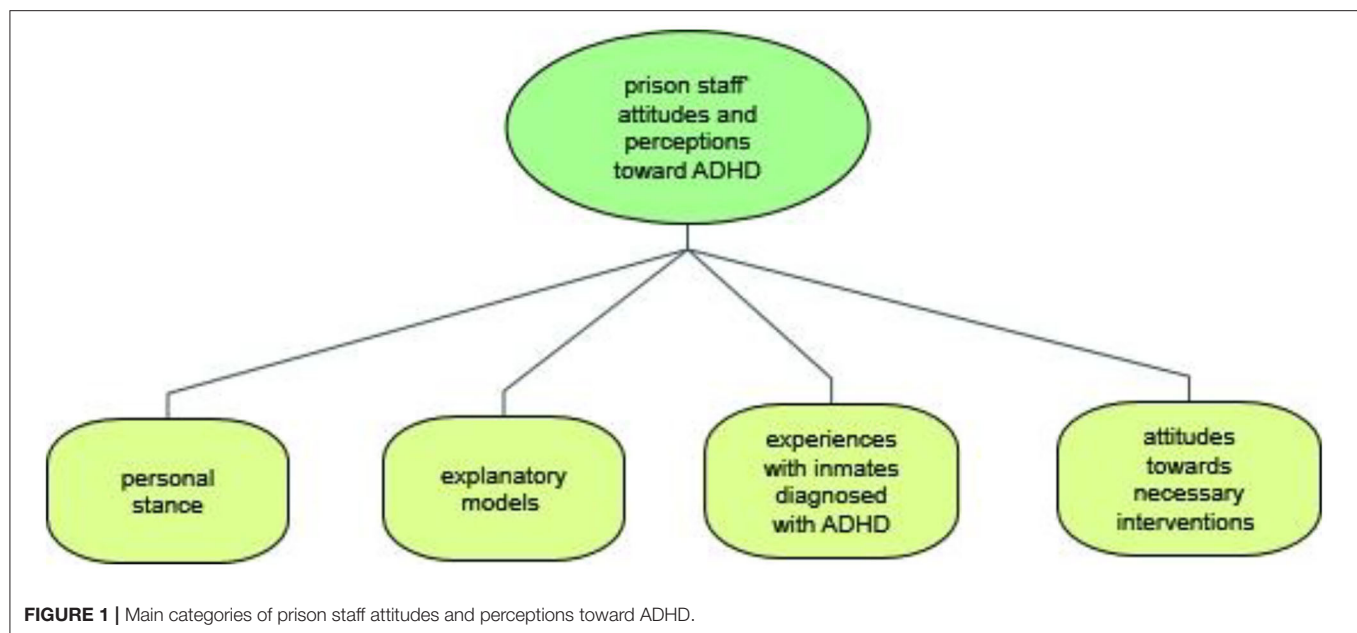 prison staff'
attitudes and
perceptions
toward ADHD
personal
stance
explanatory
models
experiences
with inmates
diagnosed
with ADHD
attitudes
towards
necessary
interventions
FIGURE 1 | Main categories of prison staff attitudes and perceptions toward ADHD.